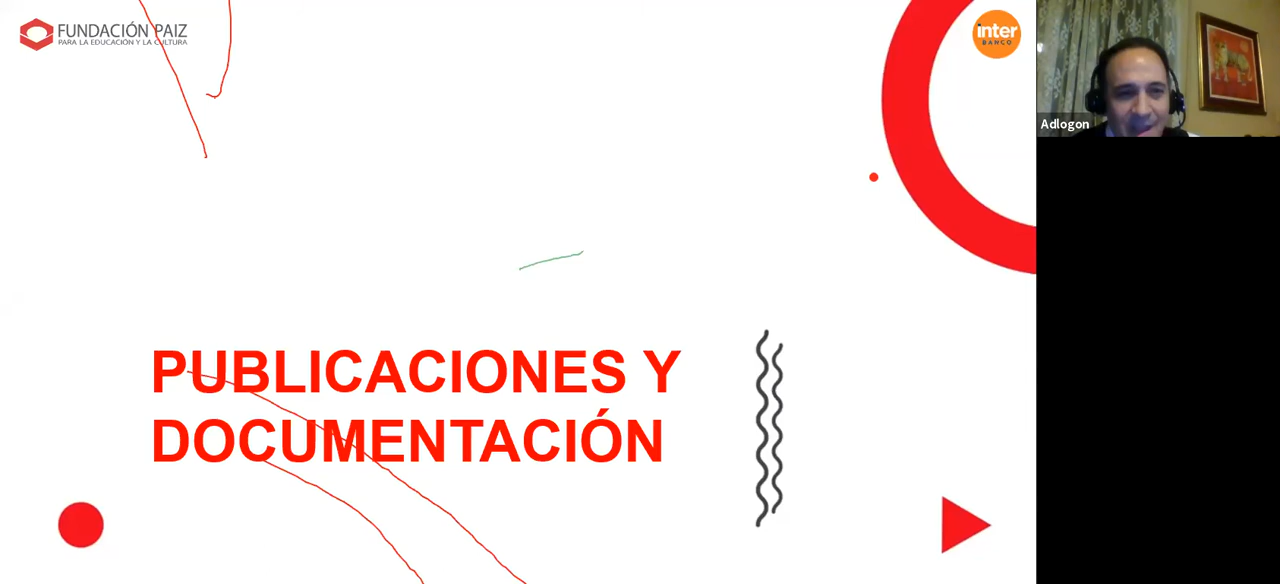 FUNDACIÓN PAIZ
PARA LA EDUCACIÓN Y LA CULTURA
inter
BANCO
Adlogon
PUBLICACIONES Y
DOCUMENTACIÓN